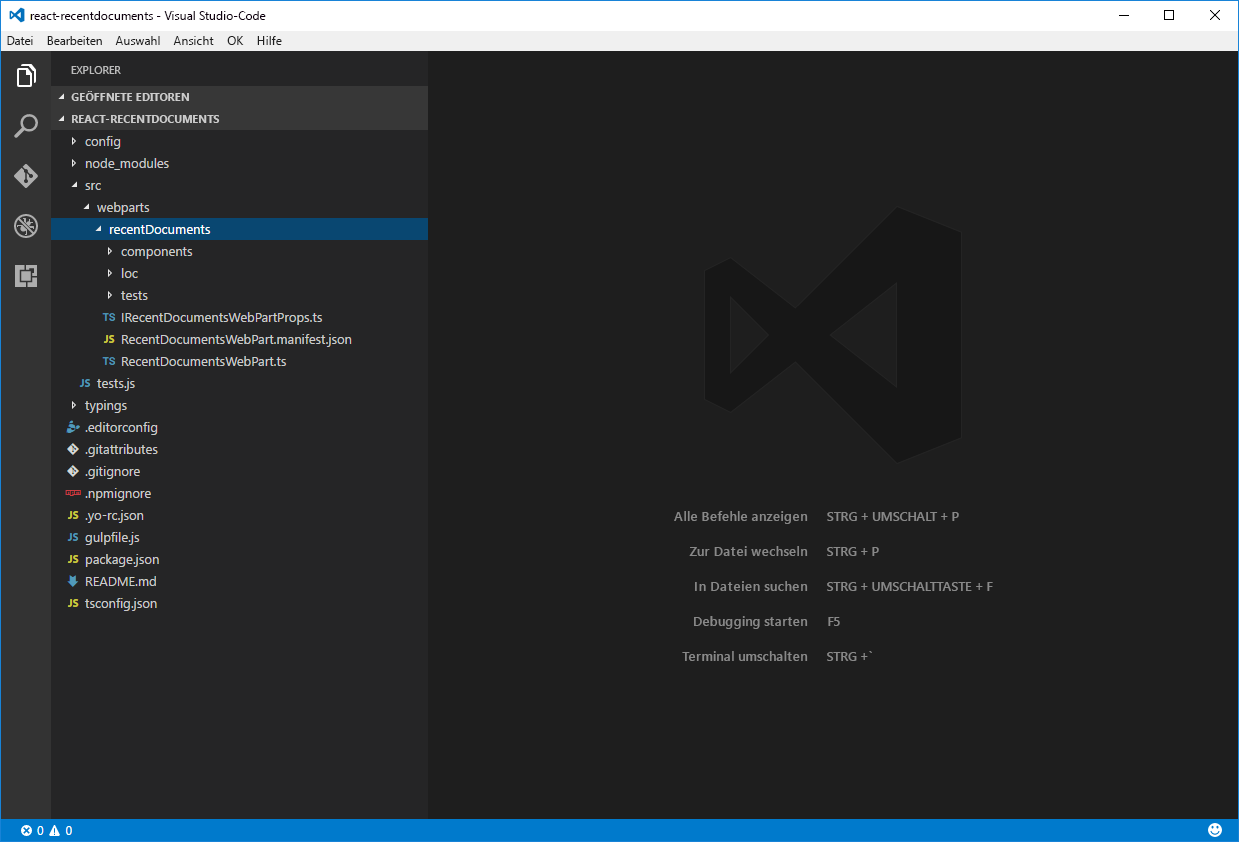 react-recentdocuments - Visual Studio-Code
Datei Bearbeiten Auswahl Ansicht OK Hilfe
EXPLORER
GEÖFFNETE EDITOREN
REACT-RECENTDOCUMENTS
config
node_modules
src
webparts
recentDocuments
components
loc
tests
TS IRecentDocumentsWebPartProps.ts
JS RecentDocumentsWebPart.manifest.json
TS RecentDocumentsWebPart.ts
JS tests.js
typings
.editorconfig
.gitattributes
.gitignore
npm .npmignore
JS .yo-rc.json
JS gulpfile.js
JS package.json
README.md
JS tsconfig.json
Alle Befehle anzeigen STRG + UMSCHALT + P
Zur Datei wechseln STRG + P
In Dateien suchen STRG + UMSCHALTTASTE + F
Debugging starten F5
Terminal umschalten STRG +`
0 0